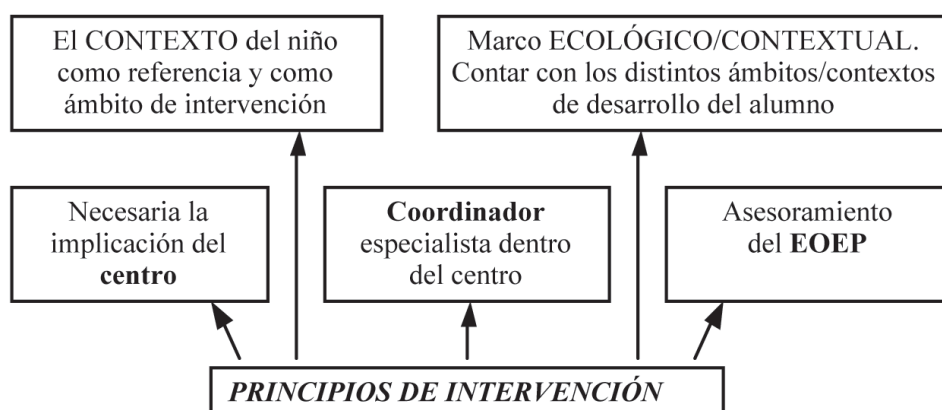 El CONTEXTO del niño
como referencia y como
ámbito de intervención
Marco ECOLÓGICO/CONTEXTUAL.
Contar con los distintos ámbitos/contextos
de desarrollo del alumno
Necesaria la
implicación del
centro
Coordinador
especialista dentro
del centro
Asesoramiento
del EOEP
PRINCIPIOS DE INTERVENCIÓN